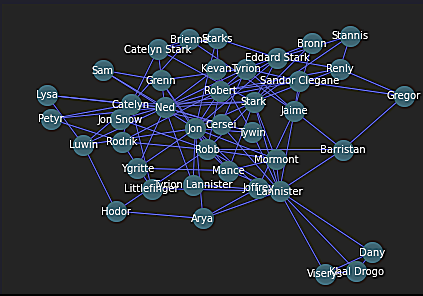 Brienne
Starks
Stannis
Bronn
Catelyn Stark
Eddard Stark
Sam
Kevan
Tyrion
Renly
Grenn
Sandor Clegane
Robert
Lysa
Gregor
Catelyn
Ned
Stark
Jaime
Petyr
Jon Snow
Jon
Cersei
Tywin
Luwin
Rodrik
Robb
Barristan
Mormont
Ygritte
Mance
Littlefinger
Tyrion Lannister
Joffrey
Lannister
Hodor
Arya
Dany
Viserys
Khal Drogo